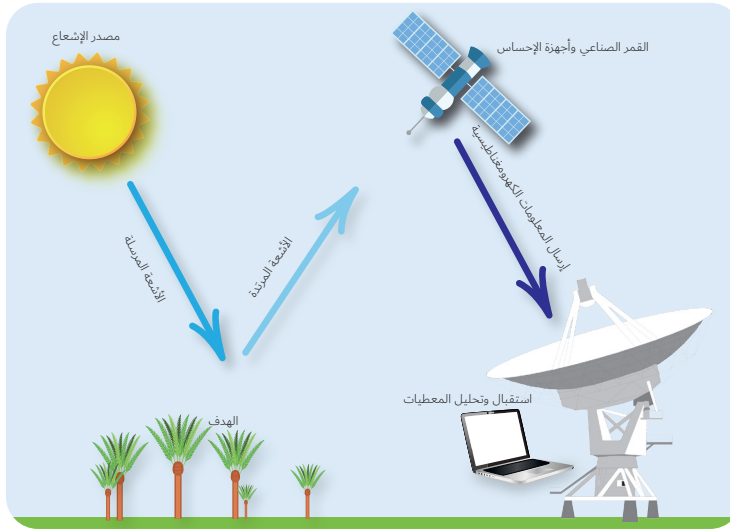 مصدر الإشعاع
القمر الصناعي وأجهزة الإحساس
الأشعة المرسلة
الأشعة المرتدة
إرسال المعلومات الكهرومغناطيسية
استقبال وتحليل المعطيات
الهدف